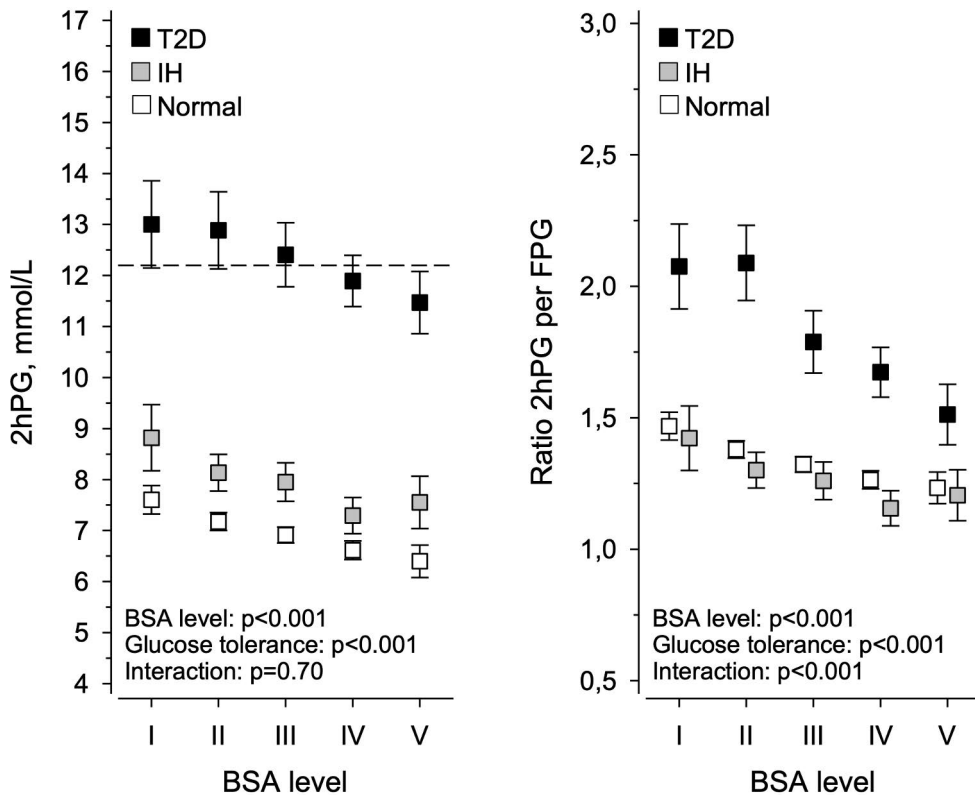 17
16
15
14
13
12
11
10
9
8
7
6
5
4
2hPG, mmol/L
T2D
IH
Normal
BSA level: p<0.001
Glucose tolerance: p<0.001
Interaction: p=0.70
I II III IV V
BSA level
3,0
2,5
2,0
1,5
1,0
0,5
Ratio 2hPG per FPG
T2D
IH
Normal
BSA level: p<0.001
Glucose tolerance: p<0.001
Interaction: p<0.001
I II III IV V
BSA level